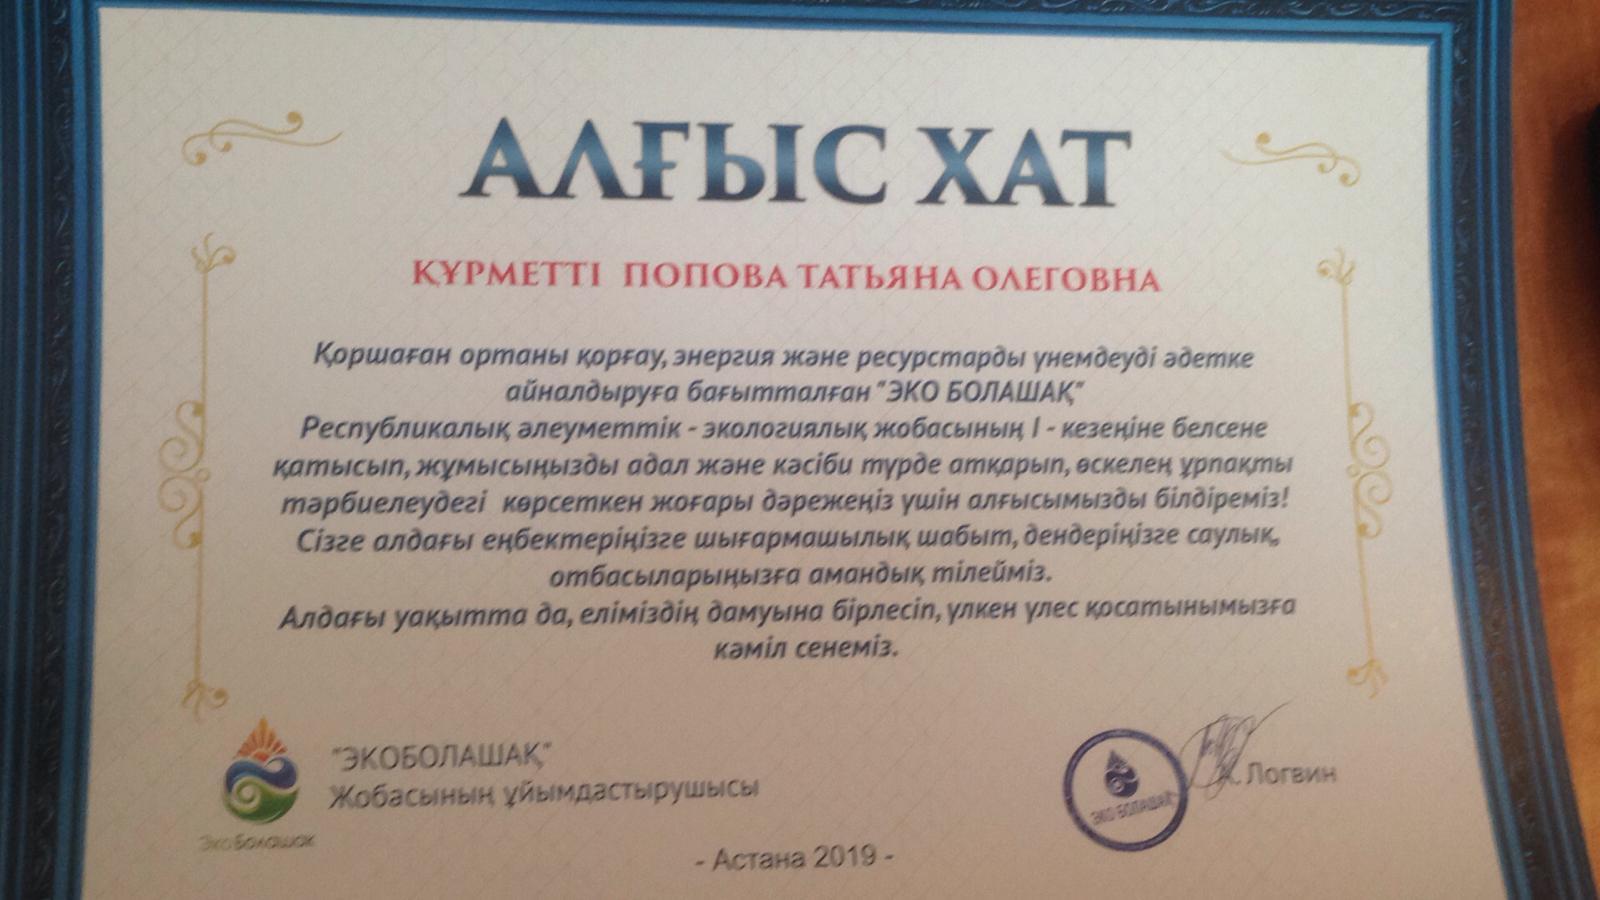 АЛҒЫС ХАТ
ҚҰРМЕТТІ ПОПОВА ТАТЬЯНА ОЛЕГОВНА
Қоршаған ортаны қорғау, энергия және ресурстарды үнемдеуді әдетке
айналдыруға бағытталған "ЭКО БОЛАШАҚ"
Республикалық әлеуметтік - экологиялық жобасының I - кезеңіне белсене
қатысып, жұмысыңызды адал және кәсіби түрде атқарып, өскелең ұрпақты
тәрбиелеудегі көрсеткен жоғары дәрежеңіз үшін алғысымызды білдіреміз!
Сізге алдағы еңбектеріңізге шығармашылық шабыт, дендеріңізге саулық,
отбасыларыңызға амандық тілейміз.
Алдағы уақытта да, еліміздің дамуына бірлесіп, үлкен үлес қосатынымызға
кәміл сенеміз.
"ЭКОБОЛАШАҚ"
Жобасының ұйымдастырушысы
ЭкоБолашак
ЭКО БОЛАШАҚ
Логвин
- Астана 2019 -